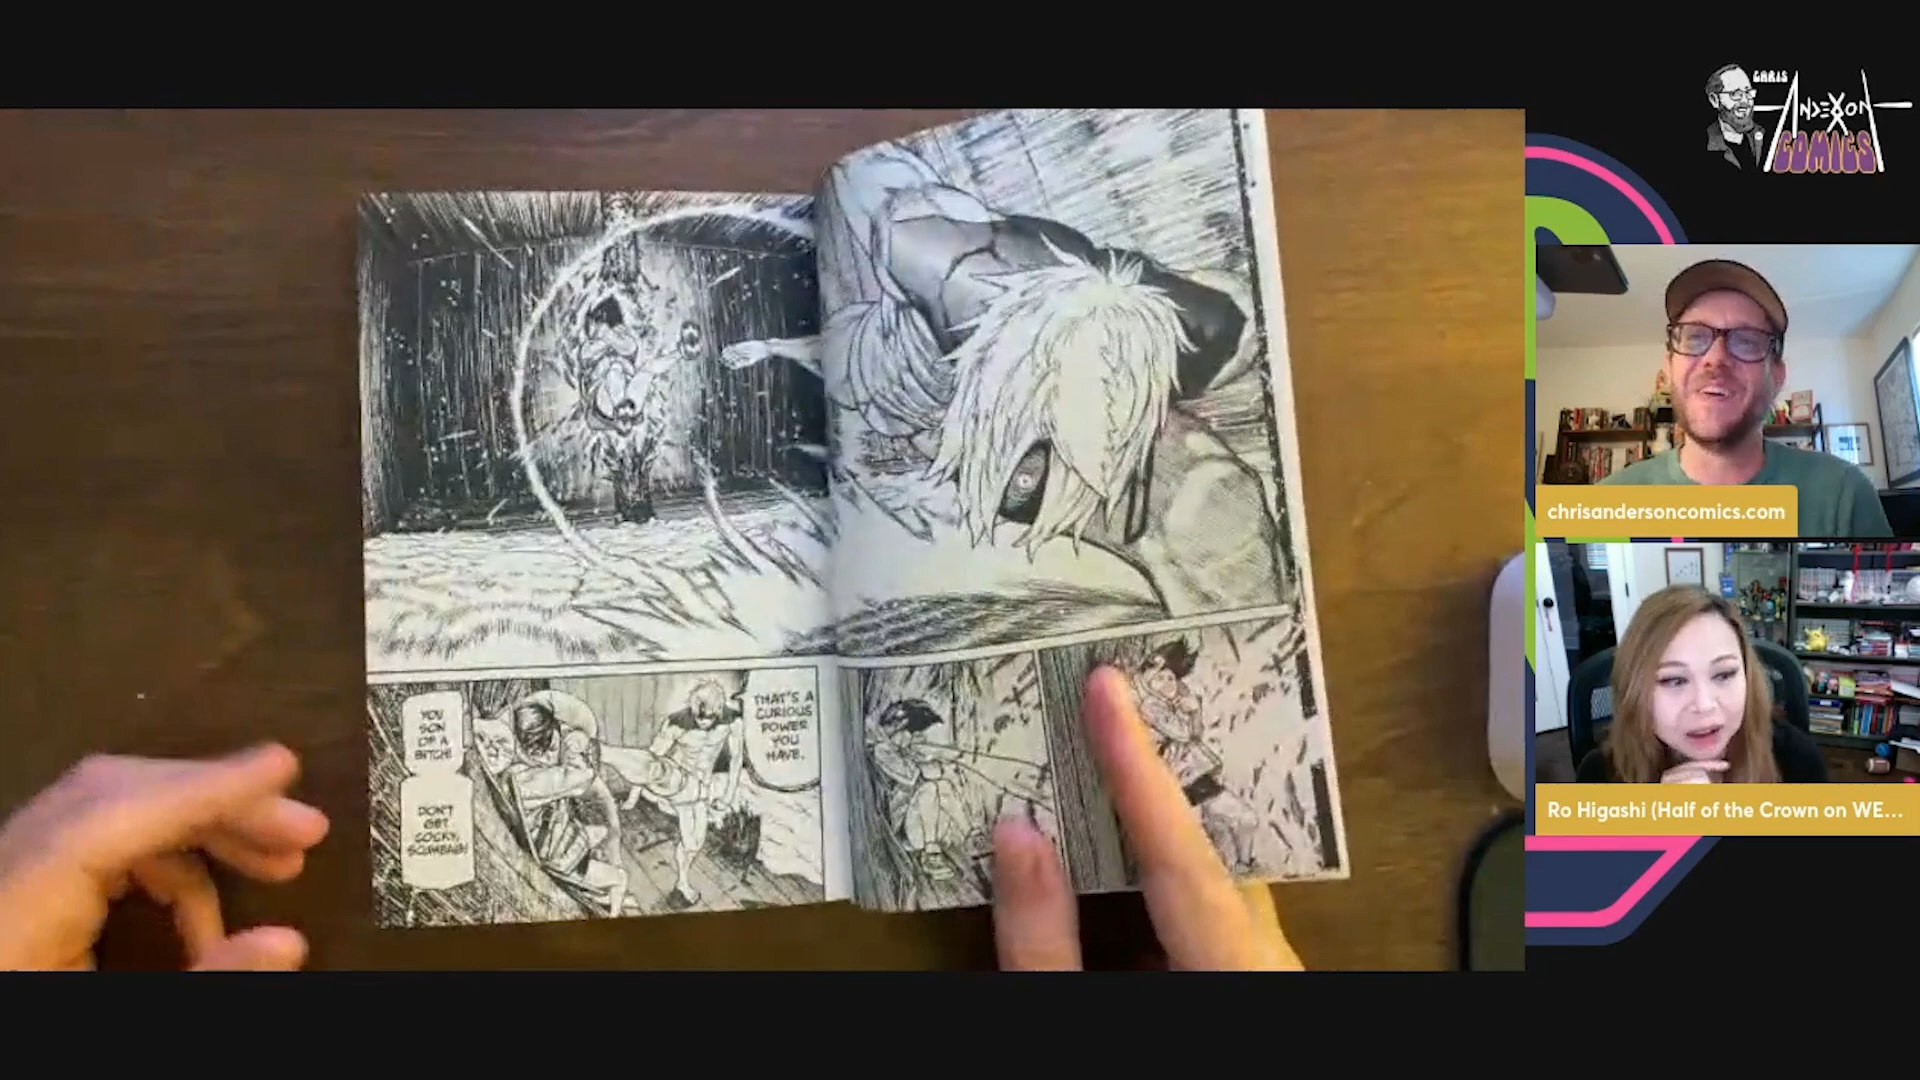 CHRIS
ANDERSON
COMICS
chrisandersoncomics.com
Ro Higashi (Half of the Crown on WE...
THAT'S A
CURIOUS
POWER
YOU
HAVE.
YOU
SON
OF A
BITCH!
DON'T
GET
COCKY,
SCUMBAG!